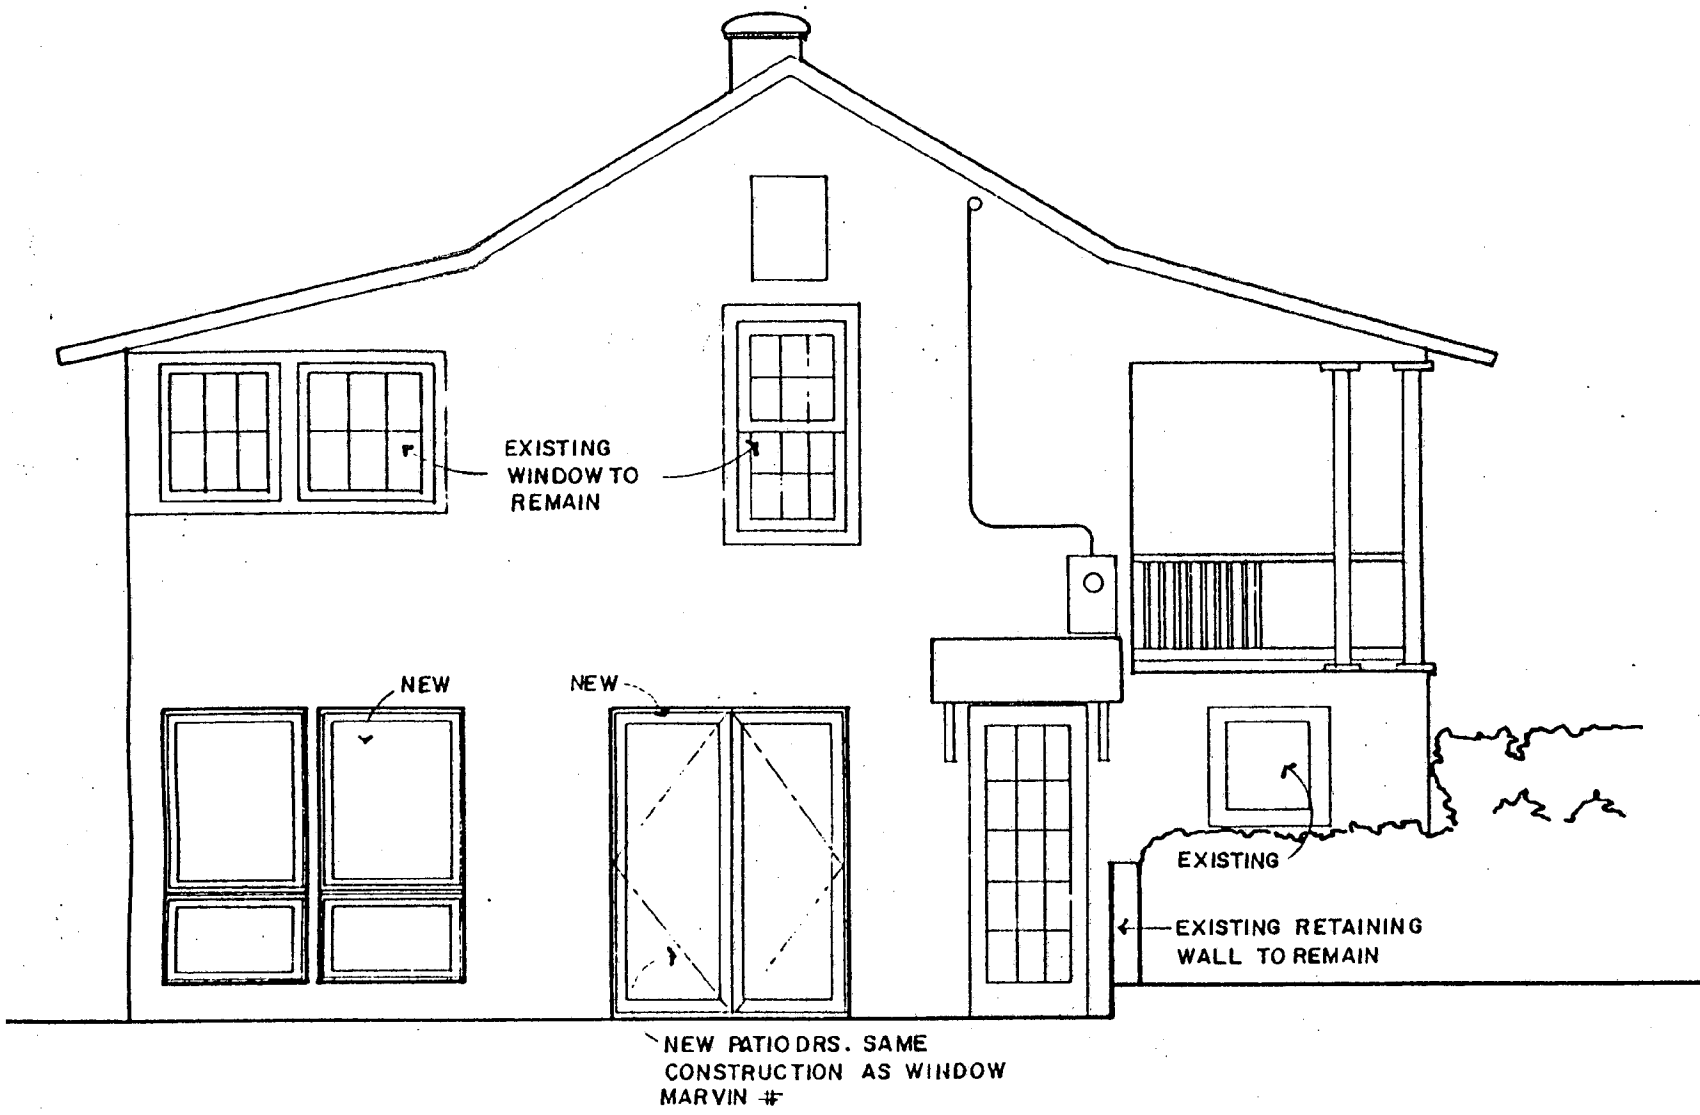 EXISTING
WINDOW TO
REMAIN
NEW
NEW
EXISTING
EXISTING RETAINING
WALL TO REMAIN
NEW PATIO DRS. SAME
CONSTRUCTION AS WINDOW
MARVIN #